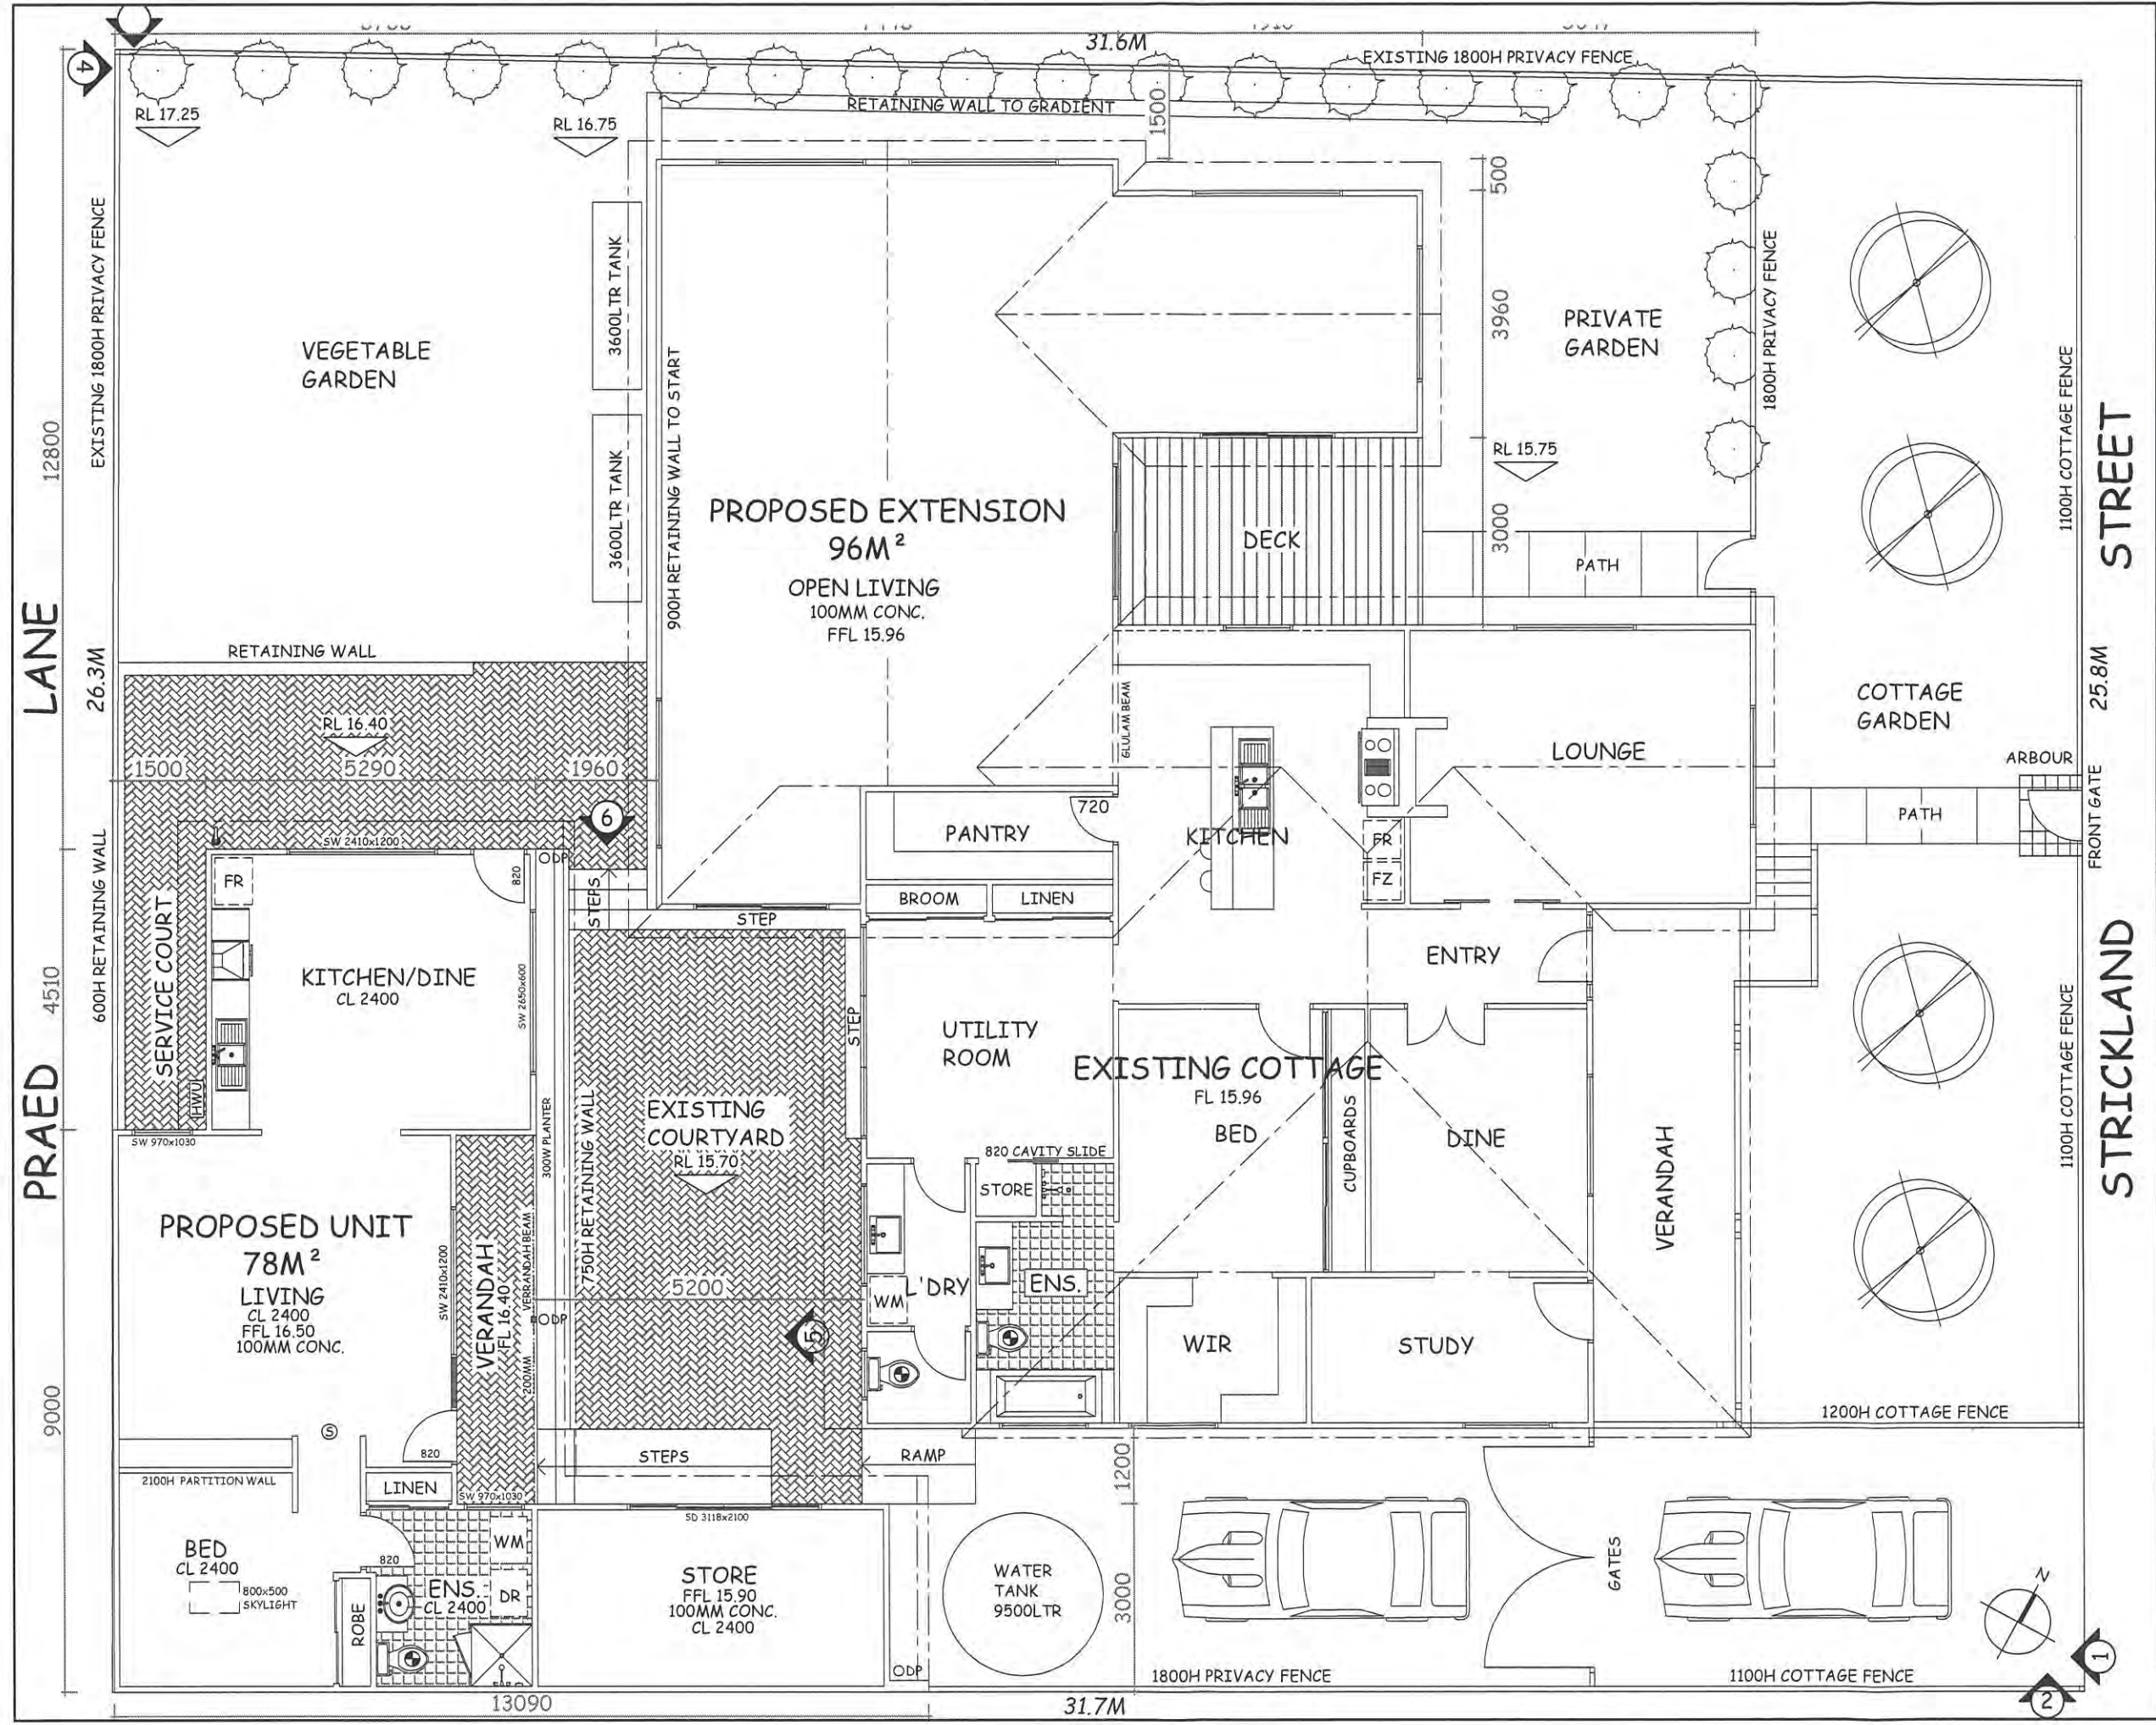 31.6M
EXISTING 1800H PRIVACY FENCE
4
RL 17.25
RL 16.75
RETAINING WALL TO GRADIENT
1500
500
EXISTING 1800H PRIVACY FENCE
3600LTR TANK
3960
1800H PRIVACY FENCE
PRIVATE
GARDEN
VEGETABLE
GARDEN
900H RETAINING WALL TO START
1100H COTTAGE FENCE
STREET
12800
3600LTR TANK
RL 15.75
PROPOSED EXTENSION
96M²
OPEN LIVING
100MM CONC.
FFL 15.96
DECK
3000
PATH
LANE
26.3M
RETAINING WALL
25.8M
COTTAGE
GARDEN
GLULAM BEAM
RL 16.40
1500
5290
1960
LOUNGE
ARBOUR
FRONT GATE
PATH
6
720
PANTRY
KITCHEN
FR
FZ
SW 2410x1200
ODP
820
FR
STEPS
BROOM
LINEN
STEP
600H RETAINING WALL
SERVICE COURT
KITCHEN/DINE
CL 2400
SW 2650x600
ENTRY
4510
STEP
UTILITY
ROOM
EXISTING COTTAGE
FL 15.96
BED
CUPBOARDS
DINE
VERANDAH
1100H COTTAGE FENCE
STRICKLAND
HWU
SW 970x1030
300W PLANTER
750H RETAINING WALL
EXISTING
COURTYARD
RL 15.70
PRAED
820 CAVITY SLIDE
STORE
PROPOSED UNIT
78M²
LIVING
CL 2400
FFL 16.50
100MM CONC.
SW 2410x1200
VERANDAH
FFL 16.40
200MM VERRANDAH BEAM
ODP
5200
5
WM
L'DRY
ENS.
WIR
STUDY
9000
S
820
STEPS
RAMP
1200
1200H COTTAGE FENCE
2100H PARTITION WALL
LINEN
SW 970x1030
SD 3118x2100
WM
BED
CL 2400
800x500
SKYLIGHT
820
ROBE
ENS.
CL 2400
DR
STORE
FFL 15.90
100MM CONC.
CL 2400
WATER
TANK
9500LTR
3000
GATES
N
ODP
1800H PRIVACY FENCE
1100H COTTAGE FENCE
1
2
13090
31.7M